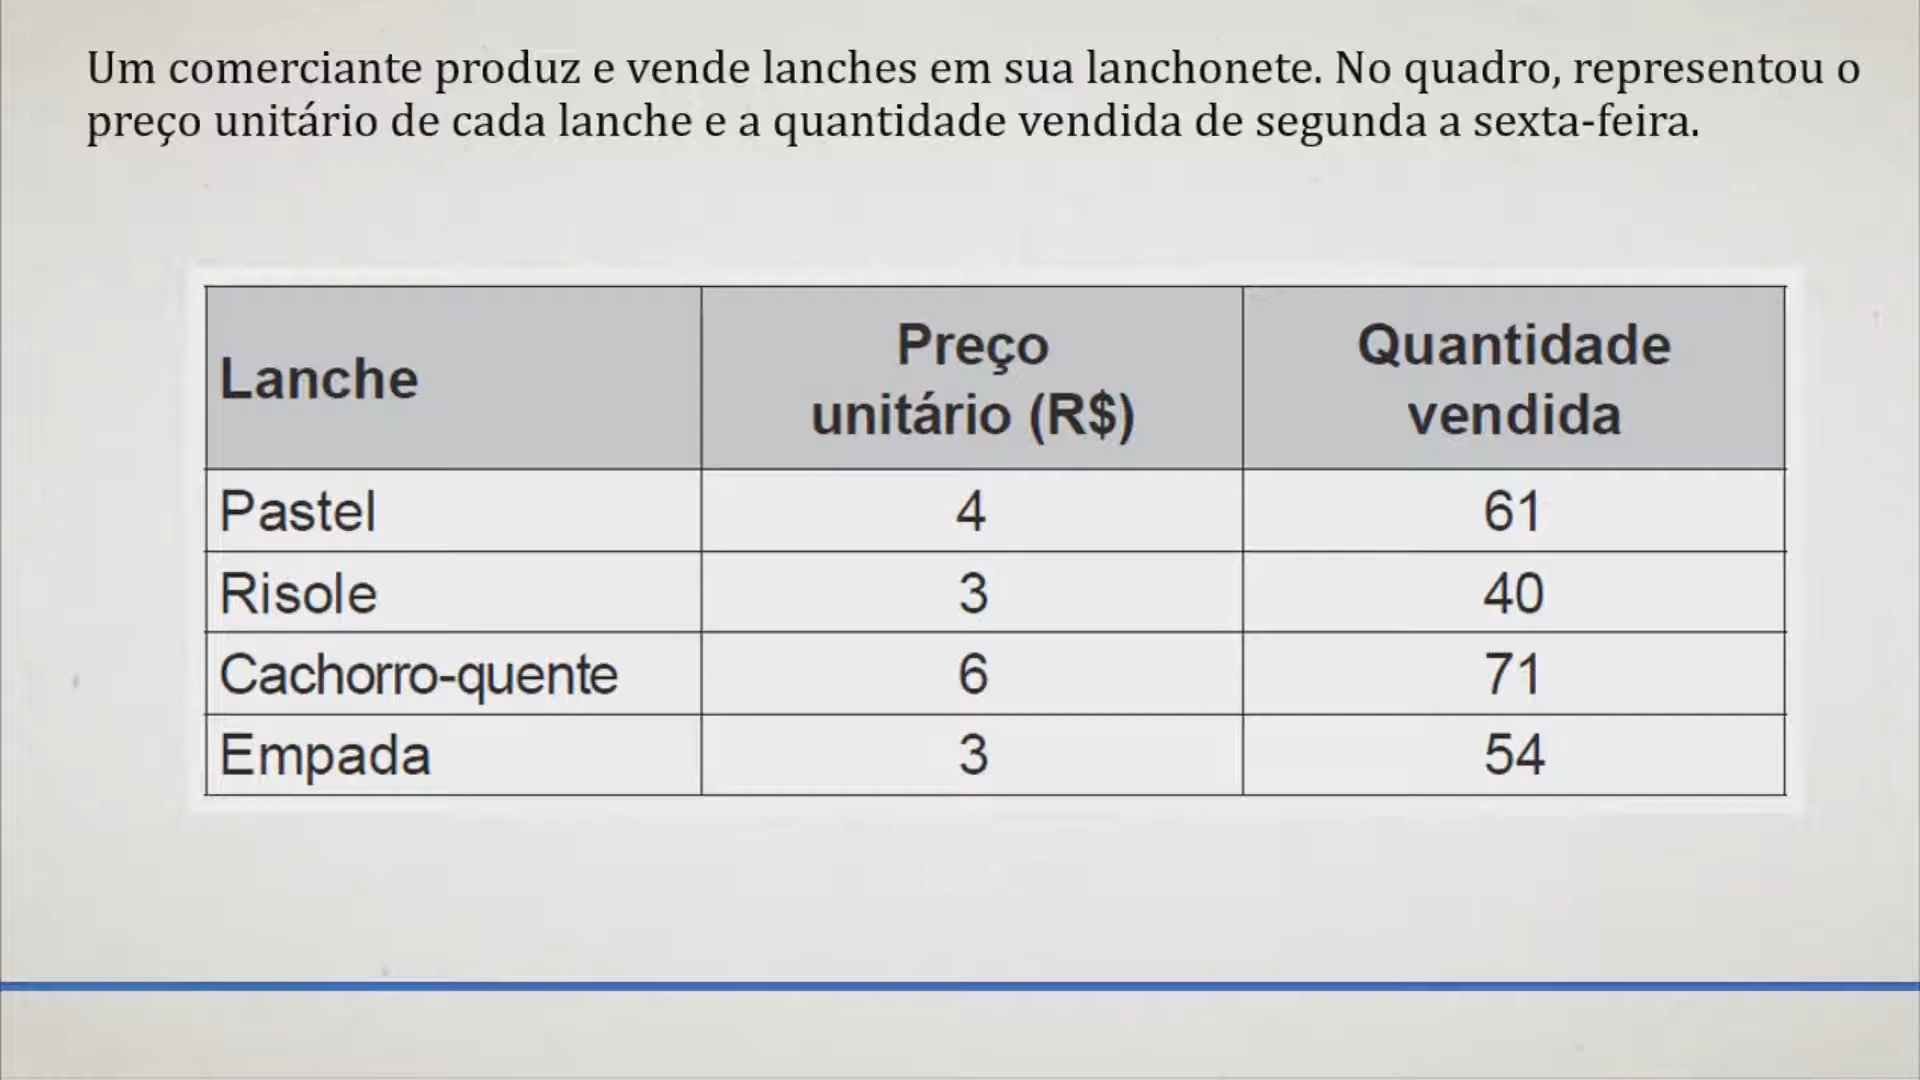 Um comerciante produz e vende lanches em sua lanchonete. No quadro, representou o
preço unitário de cada lanche e a quantidade vendida de segunda a sexta-feira.
Lanche Preço unitário (R$) Quantidade vendida
Pastel 4 61
Risole 3 40
Cachorro-quente 6 71
Empada 3 54